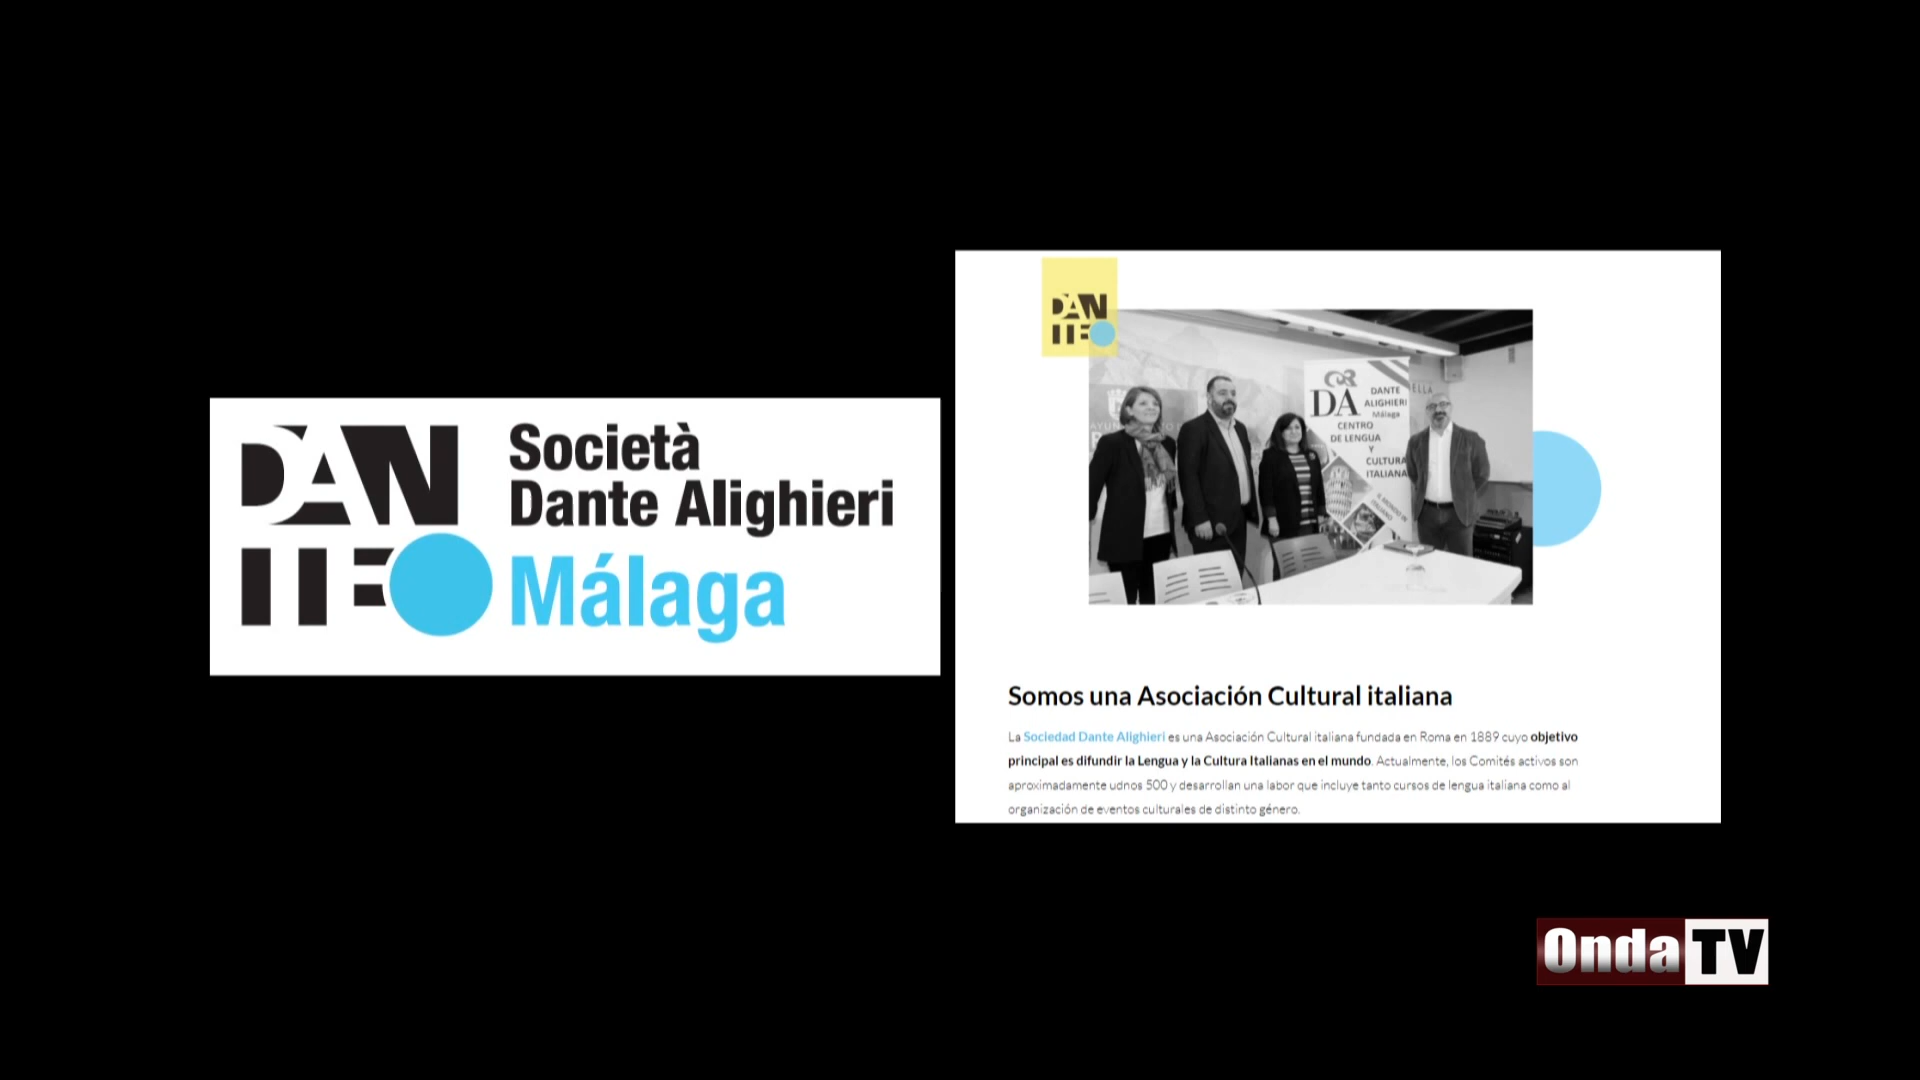 DAN
TE
Società
Dante Alighieri
Málaga
DAN
TE
DA
DANTE
ALIGHIERI
Málaga
CENTRO
DE LENGUA
Y
CULTURA
ITALIANA
ELLA
Somos una Asociación Cultural italiana
La Sociedad Dante Alighieri es una Asociación Cultural italiana fundada en Roma en 1889 cuyo objetivo
principal es difundir la Lengua y la Cultura Italianas en el mundo. Actualmente, los Comités activos son
aproximadamente udnos 500 y desarrollan una labor que incluye tanto cursos de lengua italiana como al
organización de eventos culturales de distinto género.
Onda TV